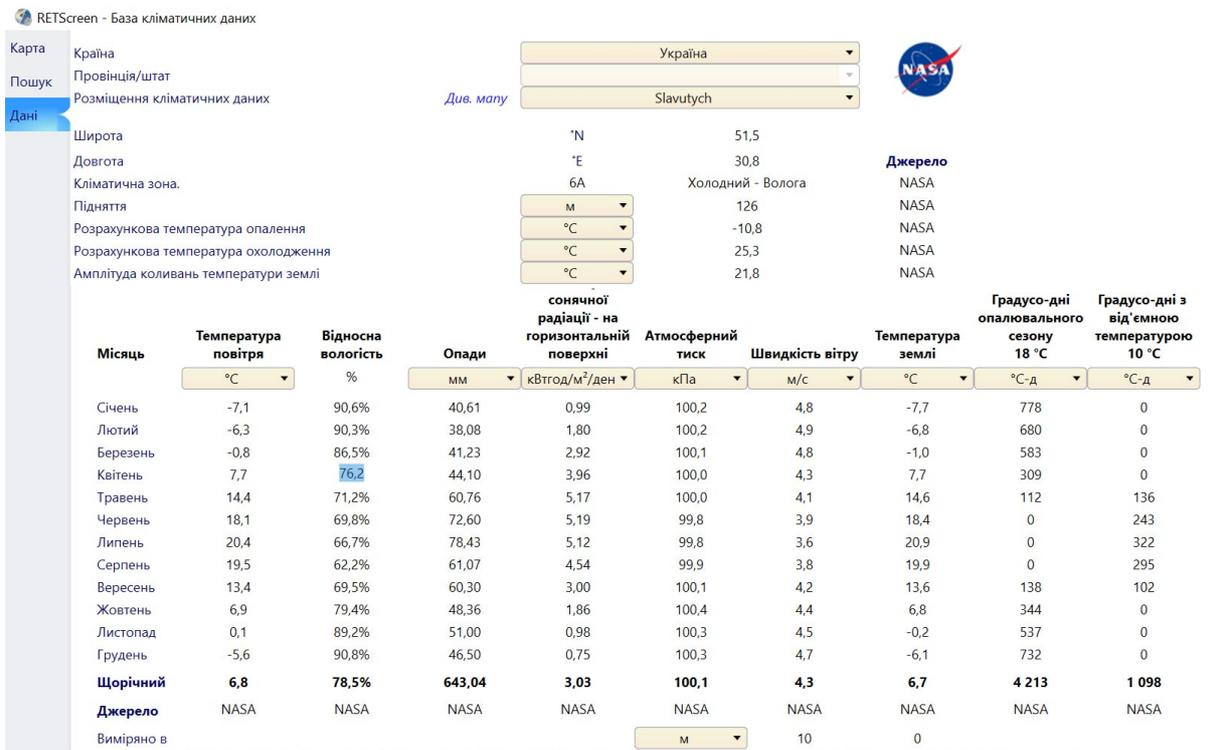 RETScreen - База кліматичних даних
Карта
Пошук
Дані
Країна Україна
Провінція/штат
Розміщення кліматичних даних Див. мапу Slavutych
NASA
Широта °N 51,5
Довгота °E 30,8 Джерело
Кліматична зона. 6A Холодний - Волога NASA
Підняття м 126 NASA
Розрахункова температура опалення °C -10,8 NASA
Розрахункова температура охолодження °C 25,3 NASA
Амплітуда коливань температури землі °C 21,8 NASA
Місяць Температура повітря Відносна вологість Опади сонячної радіації - на горизонтальній поверхні Атмосферний тиск Швидкість вітру Температура землі Градусо-дні опалювального сезону 18 °C Градусо-дні з від'ємною температурою 10 °C
°C % мм кВтгод/м²/ден кПа м/с °C °C-д °C-д
Січень -7,1 90,6% 40,61 0,99 100,2 4,8 -7,7 778 0
Лютий -6,3 90,3% 38,08 1,80 100,2 4,9 -6,8 680 0
Березень -0,8 86,5% 41,23 2,92 100,1 4,8 -1,0 583 0
Квітень 7,7 76,2 44,10 3,96 100,0 4,3 7,7 309 0
Травень 14,4 71,2% 60,76 5,17 100,0 4,1 14,6 112 136
Червень 18,1 69,8% 72,60 5,19 99,8 3,9 18,4 0 243
Липень 20,4 66,7% 78,43 5,12 99,8 3,6 20,9 0 322
Серпень 19,5 62,2% 61,07 4,54 99,9 3,8 19,9 0 295
Вересень 13,4 69,5% 60,30 3,00 100,1 4,2 13,6 138 102
Жовтень 6,9 79,4% 48,36 1,86 100,4 4,4 6,8 344 0
Листопад 0,1 89,2% 51,00 0,98 100,3 4,5 -0,2 537 0
Грудень -5,6 90,8% 46,50 0,75 100,3 4,7 -6,1 732 0
Щорічний 6,8 78,5% 643,04 3,03 100,1 4,3 6,7 4 213 1 098
Джерело NASA NASA NASA NASA NASA NASA NASA NASA NASA
Виміряно в м 10 0